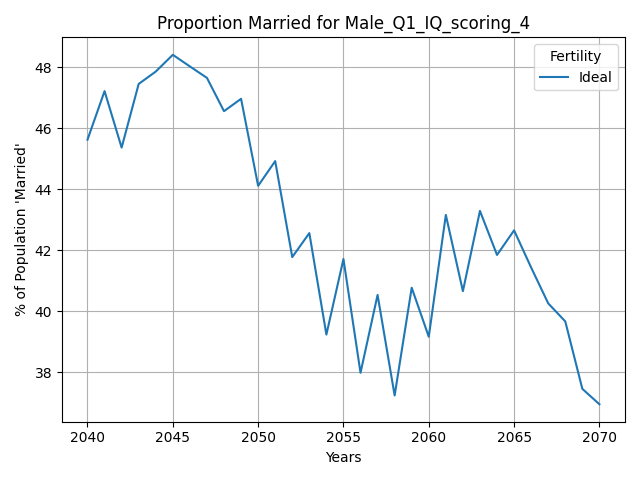 Proportion Married for Male_Q1_IQ_scoring_4
Fertility
Ideal
% of Population 'Married'
48
46
44
42
40
38
2040 2045 2050 2055 2060 2065 2070
Years